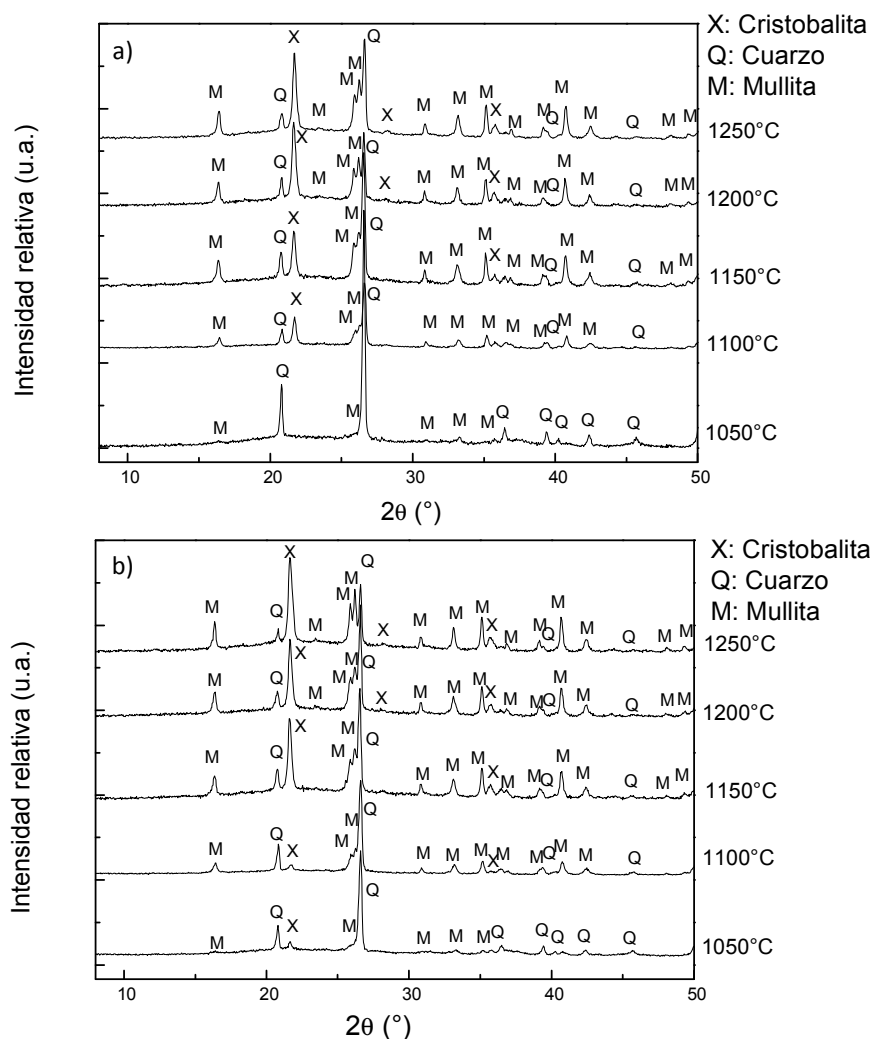 a)
X: Cristobalita
Q: Cuarzo
M: Mullita
Intensidad relativa (u.a.)
M Q X M M M Q X M M M X M M Q M M Q M M
1250°C
M Q X M M M Q X M M M X M M Q M M Q M M
1200°C
M Q X M M Q M M M X M M Q M M Q M M
1150°C
M Q X M M Q M M M M M Q M M Q
1100°C
M Q M M M M Q Q Q Q Q
1050°C
10 20 30 40 50
2θ (°)
b)
X: Cristobalita
Q: Cuarzo
M: Mullita
Intensidad relativa (u.a.)
M Q X M M M Q X M M M X M M Q M M Q M M
1250°C
M Q X M M M Q X M M M X M M Q M M Q M M
1200°C
M Q X M M Q M M M X M M Q M M Q M M
1150°C
M Q X M M Q M M M X M M Q M M Q
1100°C
M Q X M Q M M M Q Q Q Q Q
1050°C
10 20 30 40 50
2θ (°)